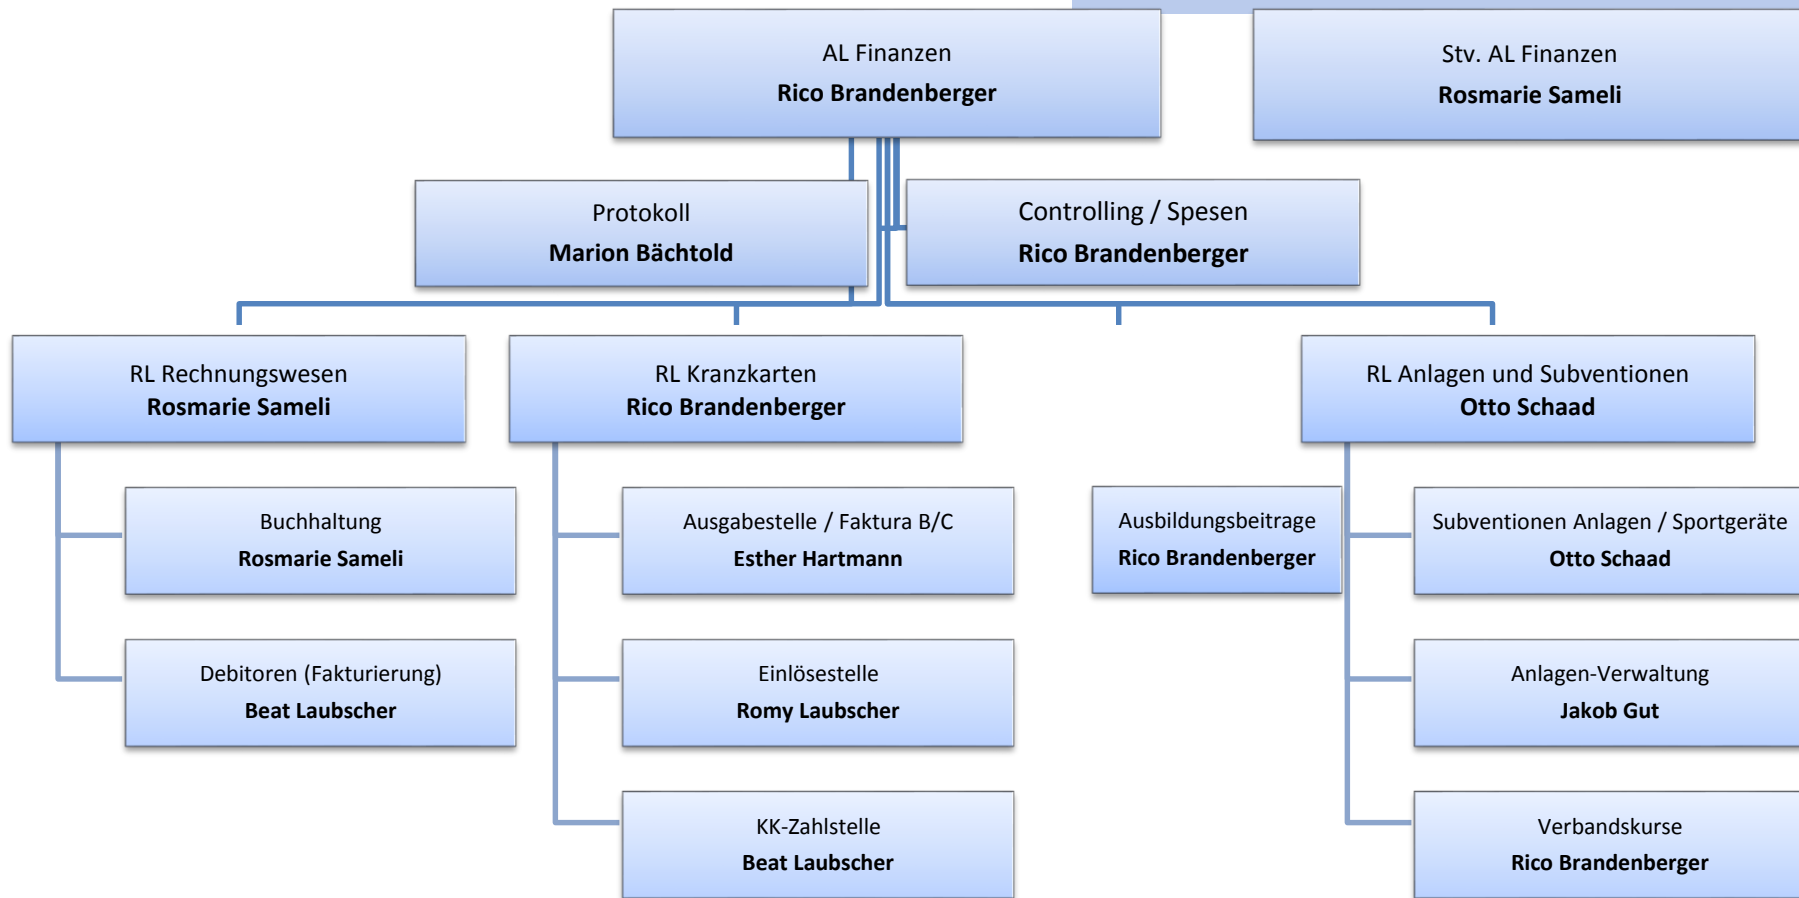 AL Finanzen
Rico Brandenberger
Stv. AL Finanzen
Rosmarie Sameli
Protokoll
Marion Bächtold
Controlling / Spesen
Rico Brandenberger
RL Rechnungswesen
Rosmarie Sameli
RL Kranzkarten
Rico Brandenberger
RL Anlagen und Subventionen
Otto Schaad
Buchhaltung
Rosmarie Sameli
Ausgabestelle / Faktura B/C
Esther Hartmann
Ausbildungsbeitrage
Rico Brandenberger
Subventionen Anlagen / Sportgeräte
Otto Schaad
Debitoren (Fakturierung)
Beat Laubscher
Einlösestelle
Romy Laubscher
Anlagen-Verwaltung
Jakob Gut
KK-Zahlstelle
Beat Laubscher
Verbandskurse
Rico Brandenberger